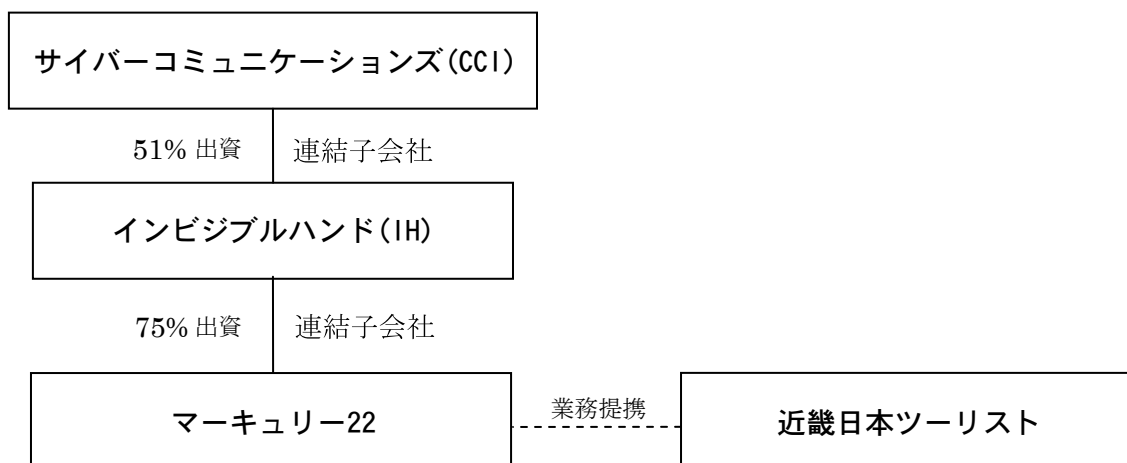 サイバーコミュニケーションズ(CCI)
51% 出資 連結子会社
インビジブルハンド(IH)
75% 出資 連結子会社
マーキュリー22 業務提携 近畿日本ツーリスト